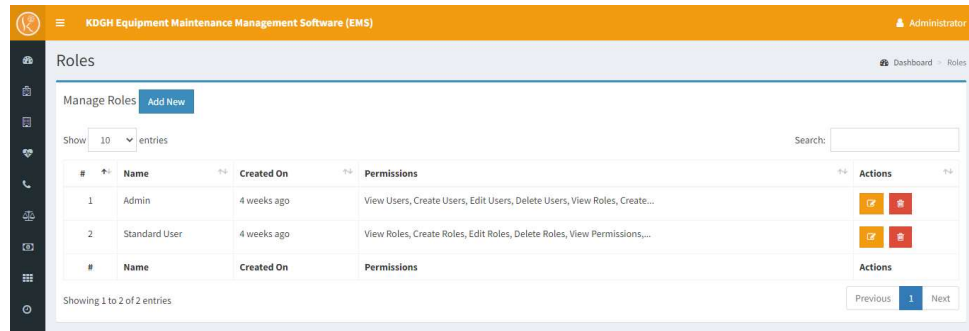 KDGH Equipment Maintenance Management Software (EMS) Administrator
Roles Dashboard > Roles
Manage Roles Add New
Show 10 entries Search:
# Name Created On Permissions Actions
1 Admin 4 weeks ago View Users, Create Users, Edit Users, Delete Users, View Roles, Create...
2 Standard User 4 weeks ago View Roles, Create Roles, Edit Roles, Delete Roles, View Permissions,...
# Name Created On Permissions Actions
Showing 1 to 2 of 2 entries Previous 1 Next